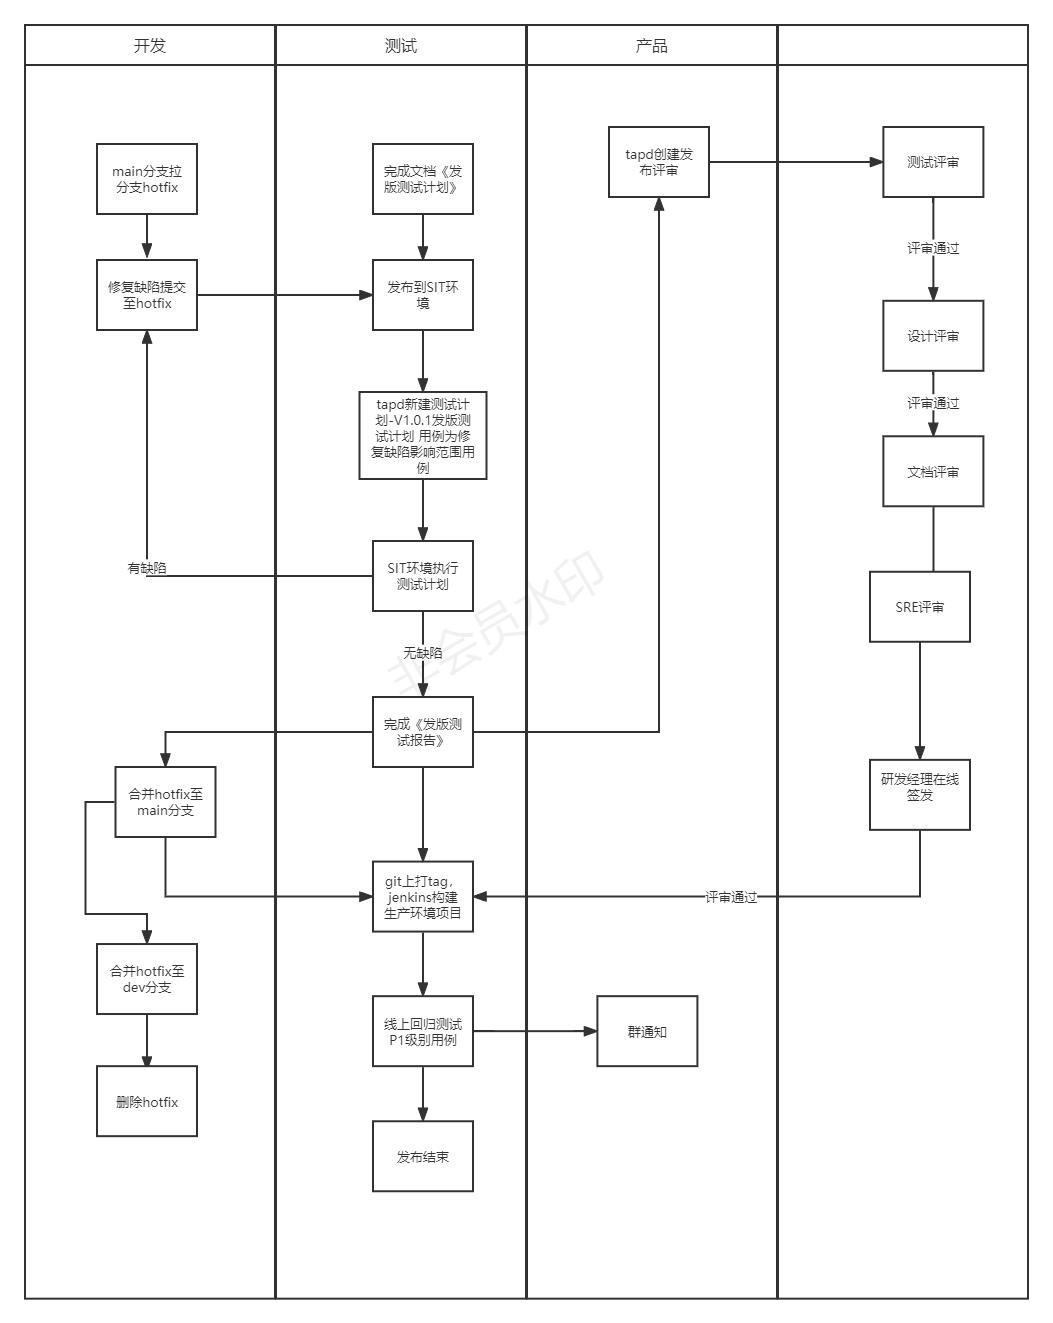 开发
测试
产品
main分支拉
分支hotfix
完成文档《发
版测试计划》
tapd创建发
布评审
测试评审
评审通过
修复缺陷提交
至hotfix
发布到SIT环
境
设计评审
评审通过
tapd新建测试计
划-V1.0.1发版测
试计划 用例为修
复缺陷影响范围用
例
文档评审
有缺陷
SIT环境执行
测试计划
SRE评审
无缺陷
非会员水印
完成《发版测
试报告》
研发经理在线
签发
合并hotfix至
main分支
git上打tag，
jenkins构建
生产环境项目
评审通过
合并hotfix至
dev分支
线上回归测试
P1级别用例
群通知
删除hotfix
发布结束